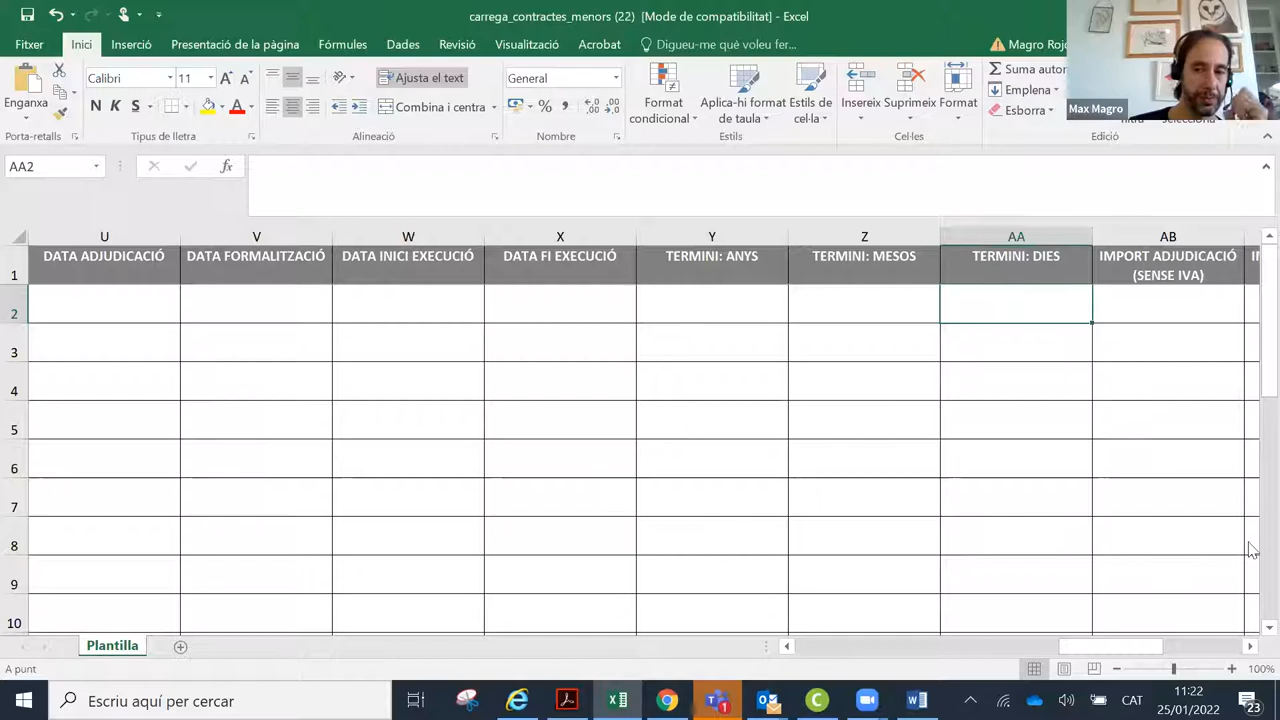 carrega_contractes_menors (22) [Mode de compatibilitat] - Excel
Fitxer Inici Inserció Presentació de la pàgina Fórmules Dades Revisió Visualització Acrobat Digueu-me què voleu fer... Magro Roj
Enganxa
Calibri 11
N K S
Ajusta el text
Combina i centra
General
% 000
Format condicional
Aplica-hi format de taula
Estils de cel·la
Insereix
Suprimeix
Format
Suma autor
Emplena
Esborra
selecciona
Max Magro
Porta-retalls Tipus de lletra Alineació Nombre Estils Cel·les Edició
AA2 fx
U V W X Y Z AA AB
1 DATA ADJUDICACIÓ DATA FORMALITZACIÓ DATA INICI EXECUCIÓ DATA FI EXECUCIÓ TERMINI: ANYS TERMINI: MESOS TERMINI: DIES IMPORT ADJUDICACIÓ (SENSE IVA)
2
3
4
5
6
7
8
9
10
Plantilla
A punt 100%
Escriu aquí per cercar
CAT
11:22
25/01/2022
23